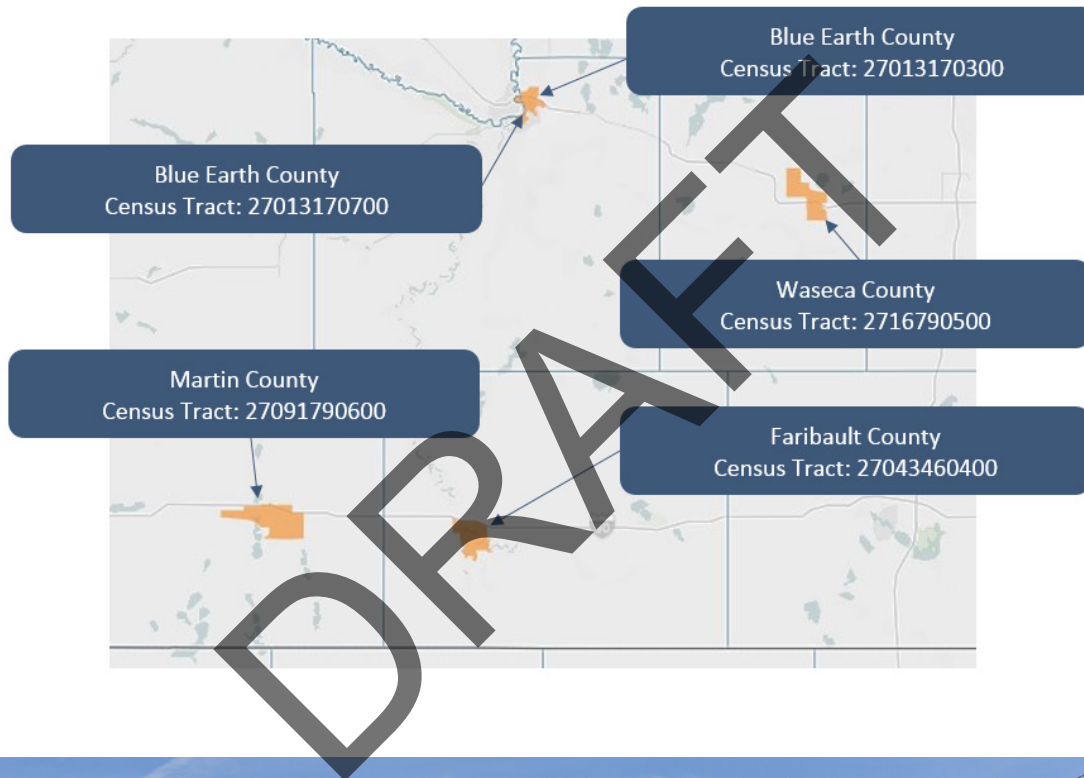 Blue Earth County
Census Tract: 27013170300
Blue Earth County
Census Tract: 27013170700
Waseca County
Census Tract: 2716790500
Martin County
Census Tract: 27091790600
Faribault County
Census Tract: 27043460400
DRAFT